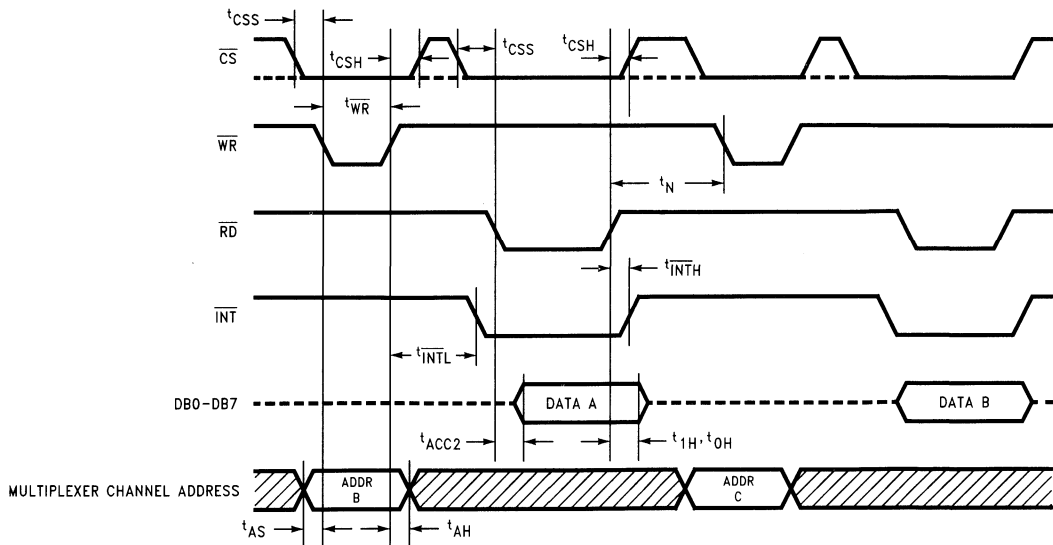 tCSS
CS
tCSH
tCSS
tCSH
tWR
WR
tN
RD
tINTH
INT
tINTL
DB0-DB7
DATA A
DATA B
tACC2
t1H, t0H
MULTIPLEXER CHANNEL ADDRESS
ADDR
B
ADDR
C
tAS
tAH